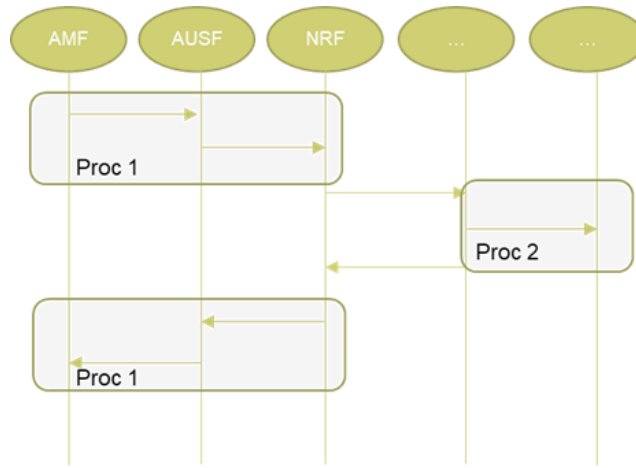 AMF
AUSF
NRF
...
...
Proc 1
Proc 2
Proc 1